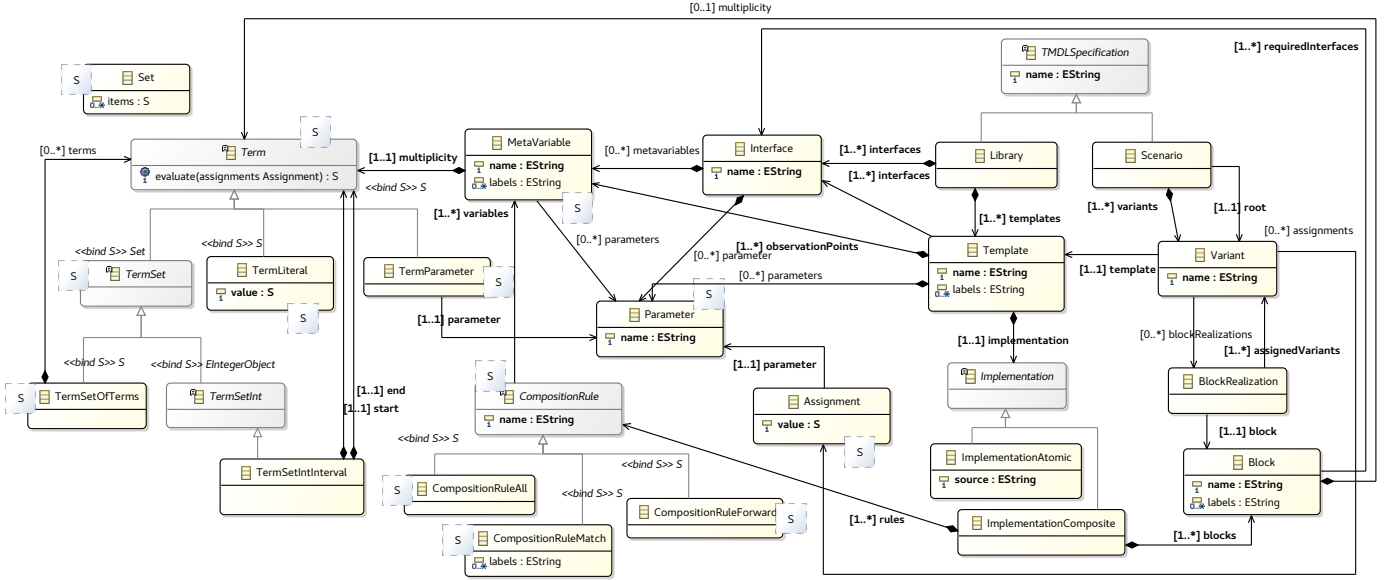 [0..1] multiplicity
[1..*] requiredInterfaces
TMDLSpecification
name : EString
S
Set
items : S
S
Term
evaluate(assignments Assignment) : S
[0..*] terms
[1..1] multiplicity
<<bind S>> S
MetaVariable
name : EString
labels : EString
S
[0..*] metavariables
Interface
name : EString
[1..*] interfaces
[1..*] interfaces
Library
Scenario
[1..*] variables
[1..*] templates
[1..*] variants
[1..1] root
[0..*] assignments
<<bind S>> Set
<<bind S>> S
[0..*] parameters
[1..*] observationPoints
[0..*] parameter
Template
name : EString
labels : EString
[1..1] template
Variant
name : EString
S
TermSet
TermLiteral
value : S
S
TermParameter
S
[0..*] parameters
S
Parameter
name : EString
[1..1] parameter
[1..1] implementation
[0..*] blockRealizations
[1..*] assignedVariants
<<bind S>> S
<<bind S>> EIntegerObject
[1..1] parameter
S
TermSetOfTerms
TermSetInt
[1..1] end
[1..1] start
S
CompositionRule
name : EString
Assignment
value : S
S
Implementation
BlockRealization
[1..1] block
<<bind S>> S
<<bind S>> S
<<bind S>> S
TermSetIntInterval
S
CompositionRuleAll
ImplementationAtomic
source : EString
Block
name : EString
labels : EString
CompositionRuleForward
S
[1..*] rules
ImplementationComposite
[1..*] blocks
S
CompositionRuleMatch
labels : EString